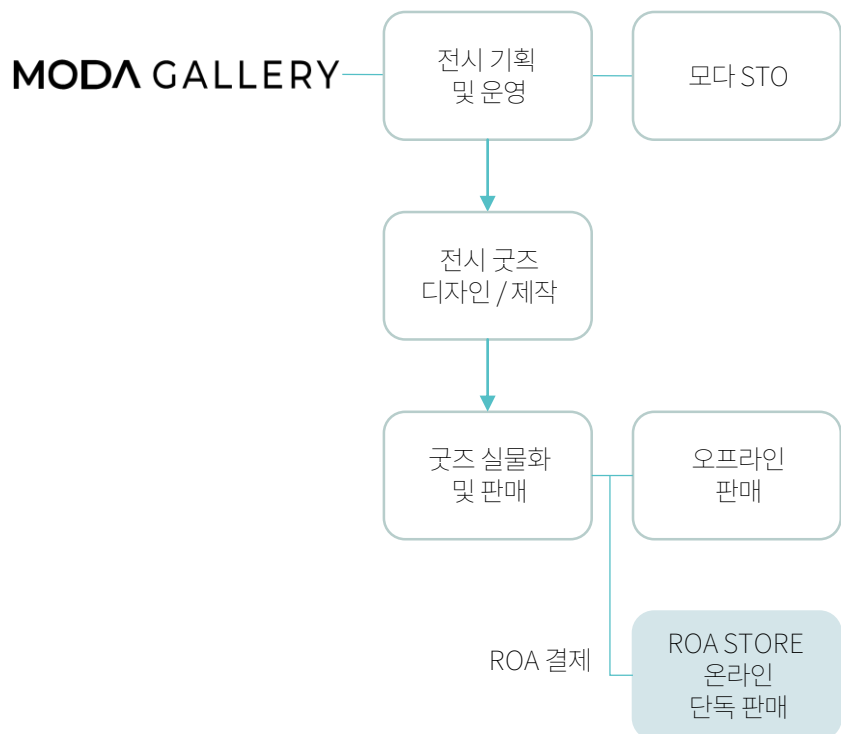 MODA GALLERY
전시 기획
및 운영
모다 STO
전시 굿즈
디자인 / 제작
굿즈 실물화
및 판매
오프라인
판매
ROA 결제
ROA STORE
온라인
단독 판매